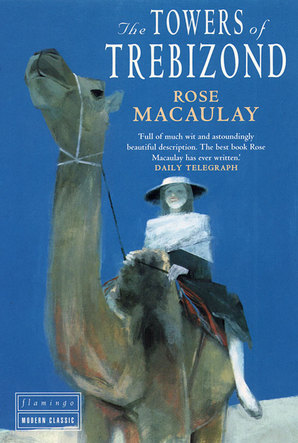 The TOWERS of
TREBIZOND
ROSE
MACAULAY
'Full of much wit and astoundingly
beautiful description. The best book Rose
Macaulay has ever written.'
DAILY TELEGRAPH
flamingo
MODERN CLASSIC